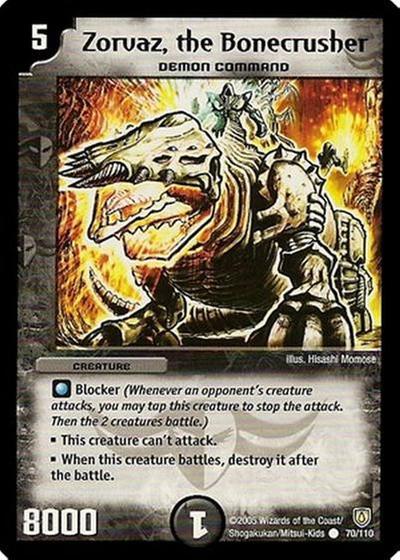 5 Zorvaz, the Bonecrusher
DEMON COMMAND
Illus. Hisashi Momose
CREATURE
Blocker (Whenever an opponent's creature
attacks, you may tap this creature to stop the attack.
Then the 2 creatures battle.)
▪ This creature can't attack.
▪ When this creature battles, destroy it after
the battle.
8000
1
©2005 Wizards of the Coast/
Shogakukan/Mitsui-Kids 70/110